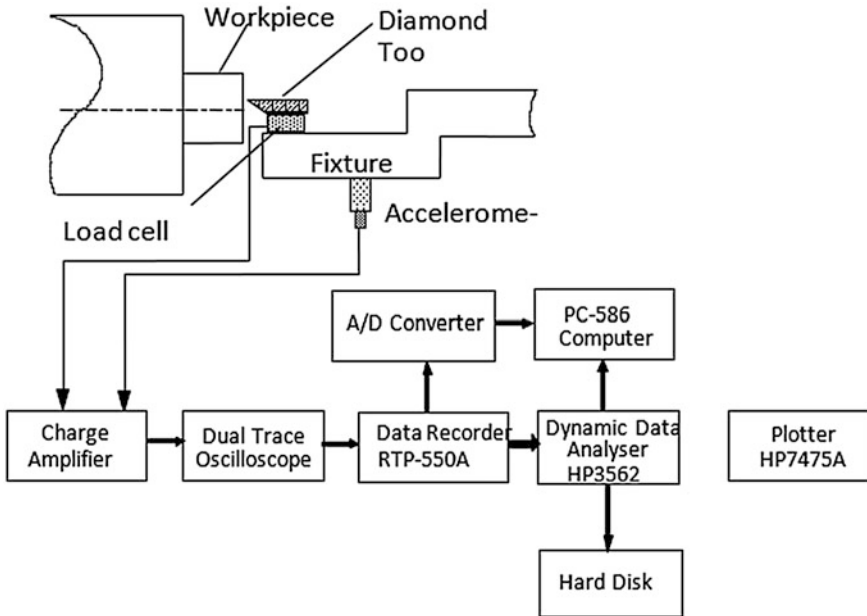 Workpiece
Diamond
Too
Fixture
Load cell
Accelerome-
A/D Converter
PC-586
Computer
Charge
Amplifier
Dual Trace
Oscilloscope
Data Recorder
RTP-550A
Dynamic Data
Analyser
HP3562
Plotter
HP7475A
Hard Disk